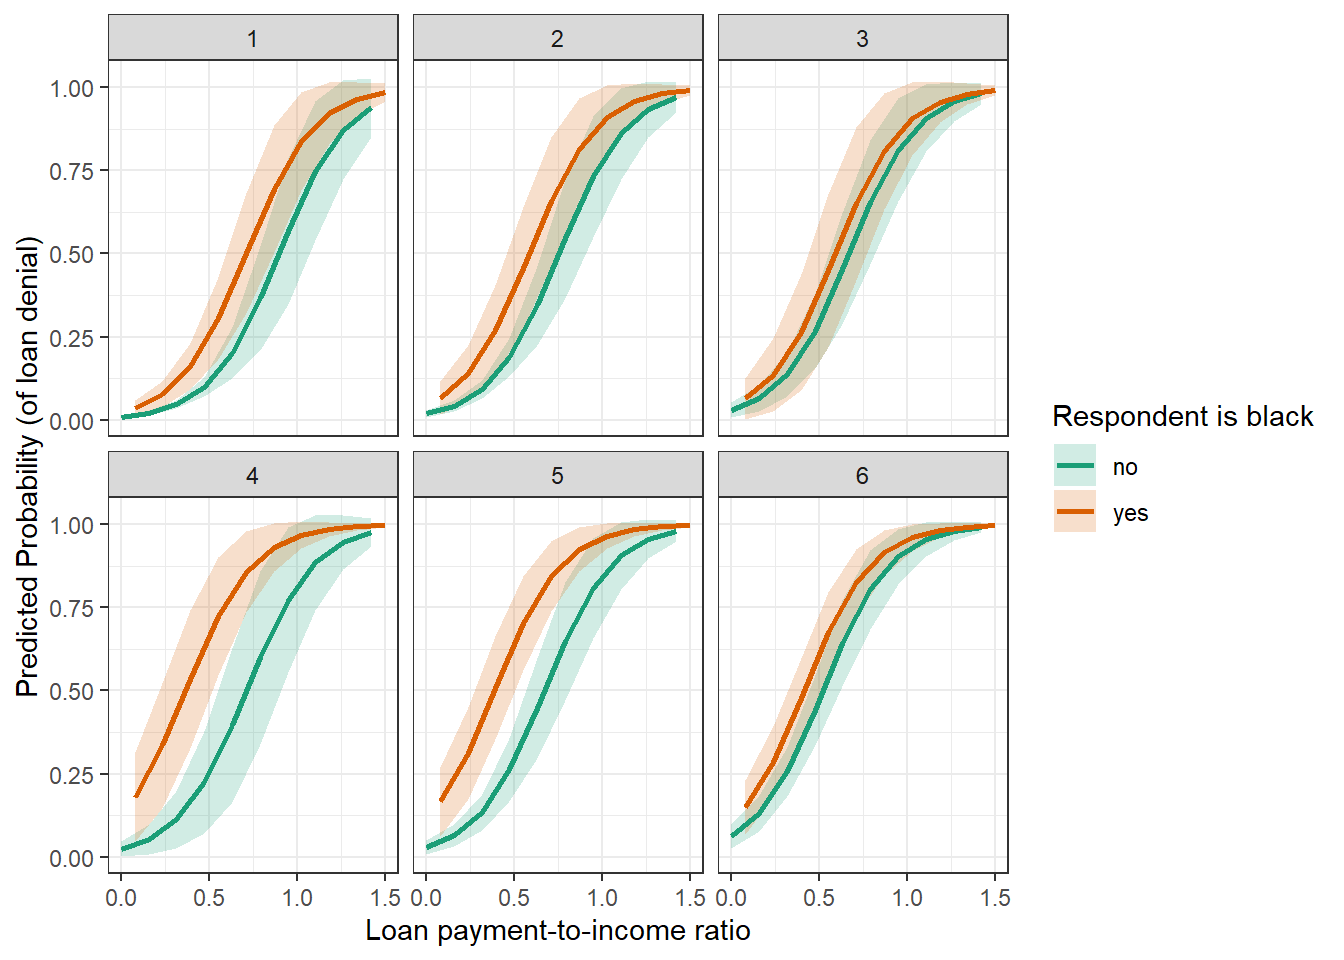 1
2
3
1.00
0.75
0.50
0.25
0.00
4
5
6
1.00
0.75
0.50
0.25
0.00
0.0 0.5 1.0 1.5
0.0 0.5 1.0 1.5
0.0 0.5 1.0 1.5
Predicted Probability (of loan denial)
Loan payment-to-income ratio
Respondent is black
no
yes